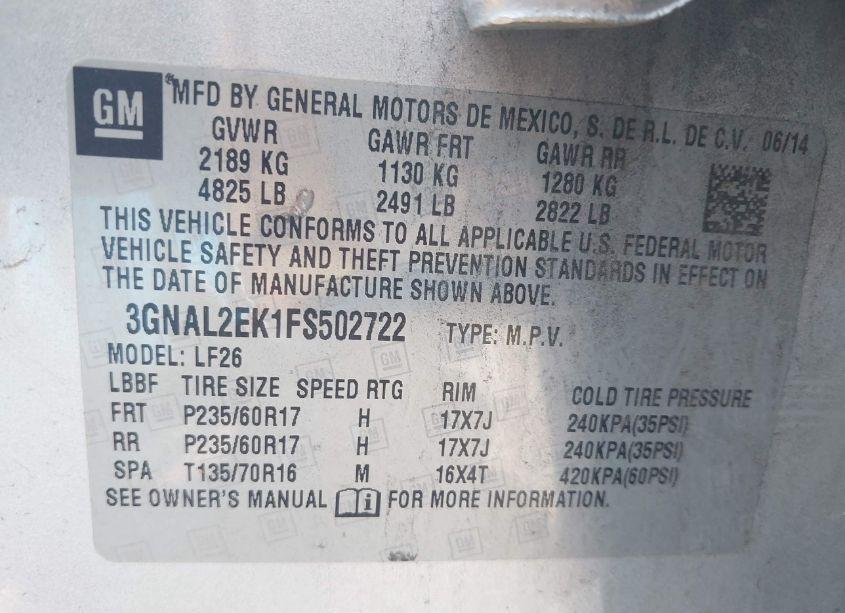 GM MFD BY GENERAL MOTORS DE MEXICO, S. DE R.L. DE C.V. 06/14
GVWR GAWR FRT GAWR RR
2189 KG 1130 KG 1280 KG
4825 LB 2491 LB 2822 LB
THIS VEHICLE CONFORMS TO ALL APPLICABLE U.S. FEDERAL MOTOR
VEHICLE SAFETY AND THEFT PREVENTION STANDARDS IN EFFECT ON
THE DATE OF MANUFACTURE SHOWN ABOVE.
3GNAL2EK1FS502722 TYPE: M.P.V.
MODEL: LF26
LBBF TIRE SIZE SPEED RTG RIM COLD TIRE PRESSURE
FRT P235/60R17 H 17X7J 240KPA(35PSI)
RR P235/60R17 H 17X7J 240KPA(35PSI)
SPA T135/70R16 M 16X4T 420KPA(60PSI)
SEE OWNER'S MANUAL i FOR MORE INFORMATION.